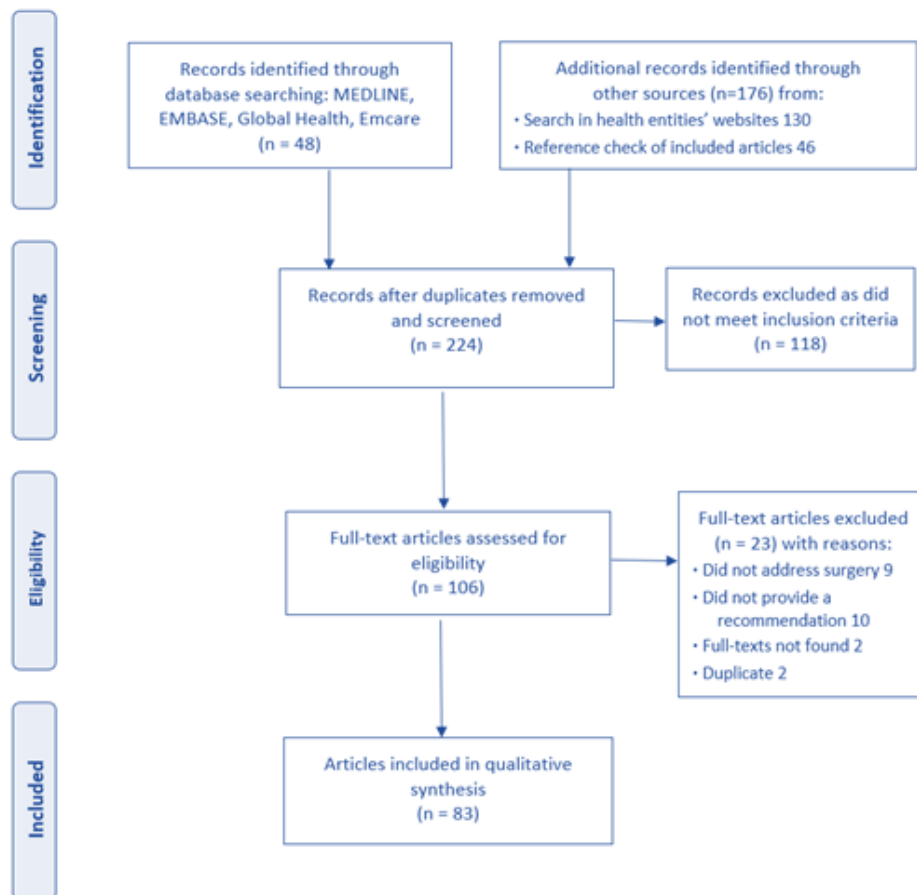 Identification
Records identified through
database searching: MEDLINE,
EMBASE, Global Health, Emcare
(n = 48)
Additional records identified through
other sources (n=176) from:
• Search in health entities' websites 130
• Reference check of included articles 46
Screening
Records after duplicates removed
and screened
(n = 224)
Records excluded as did
not meet inclusion criteria
(n = 118)
Eligibility
Full-text articles assessed for
eligibility
(n = 106)
Full-text articles excluded
(n = 23) with reasons:
• Did not address surgery 9
• Did not provide a
recommendation 10
• Full-texts not found 2
• Duplicate 2
Included
Articles included in qualitative
synthesis
(n = 83)